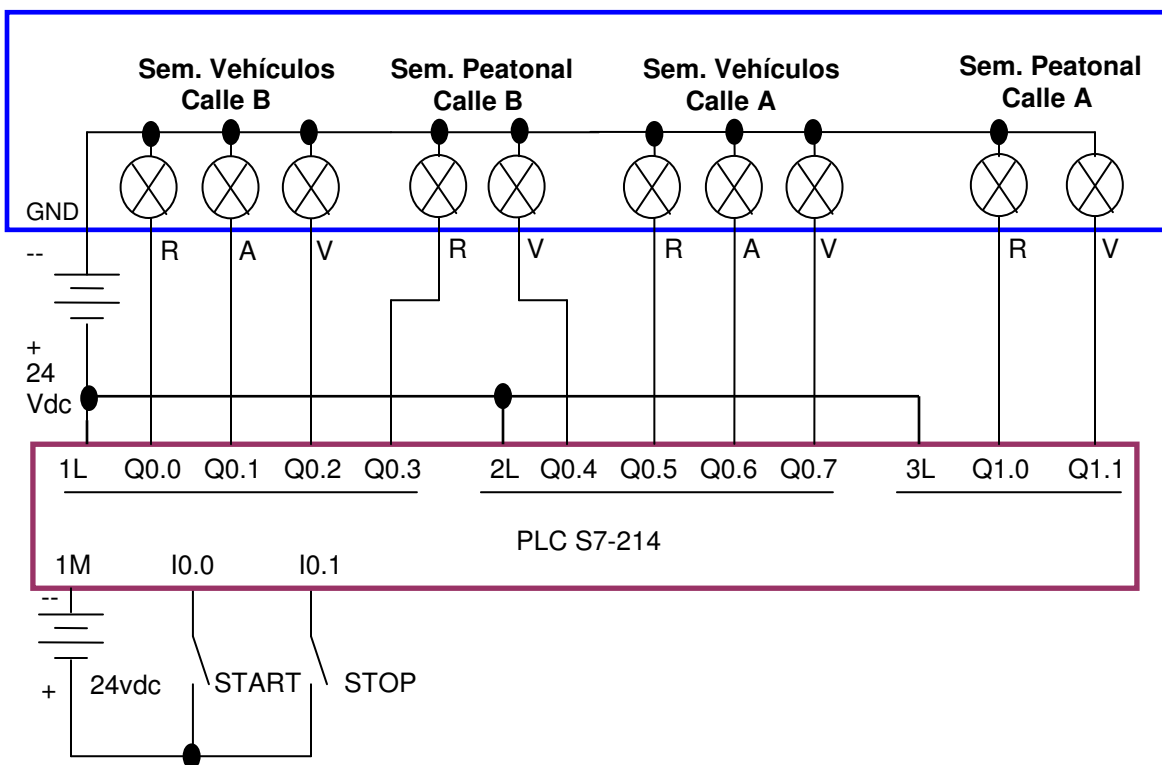 Sem. Vehículos
Calle B
Sem. Peatonal
Calle B
Sem. Vehículos
Calle A
Sem. Peatonal
Calle A
GND
R A V R V R A V R V
--
+
24
Vdc
1L Q0.0 Q0.1 Q0.2 Q0.3 2L Q0.4 Q0.5 Q0.6 Q0.7 3L Q1.0 Q1.1
PLC S7-214
1M I0.0 I0.1
--
+ 24vdc START STOP